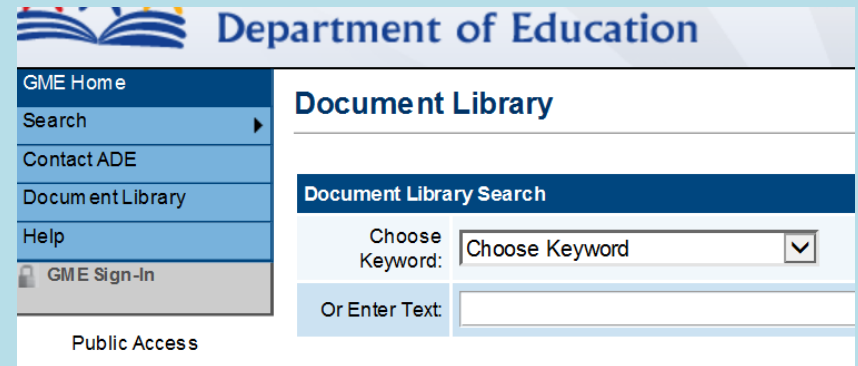 Department of Education
GME Home
Search
Contact ADE
Document Library
Help
GME Sign-In
Public Access
Document Library
Document Library Search
Choose
Keyword:
Choose Keyword
Or Enter Text: